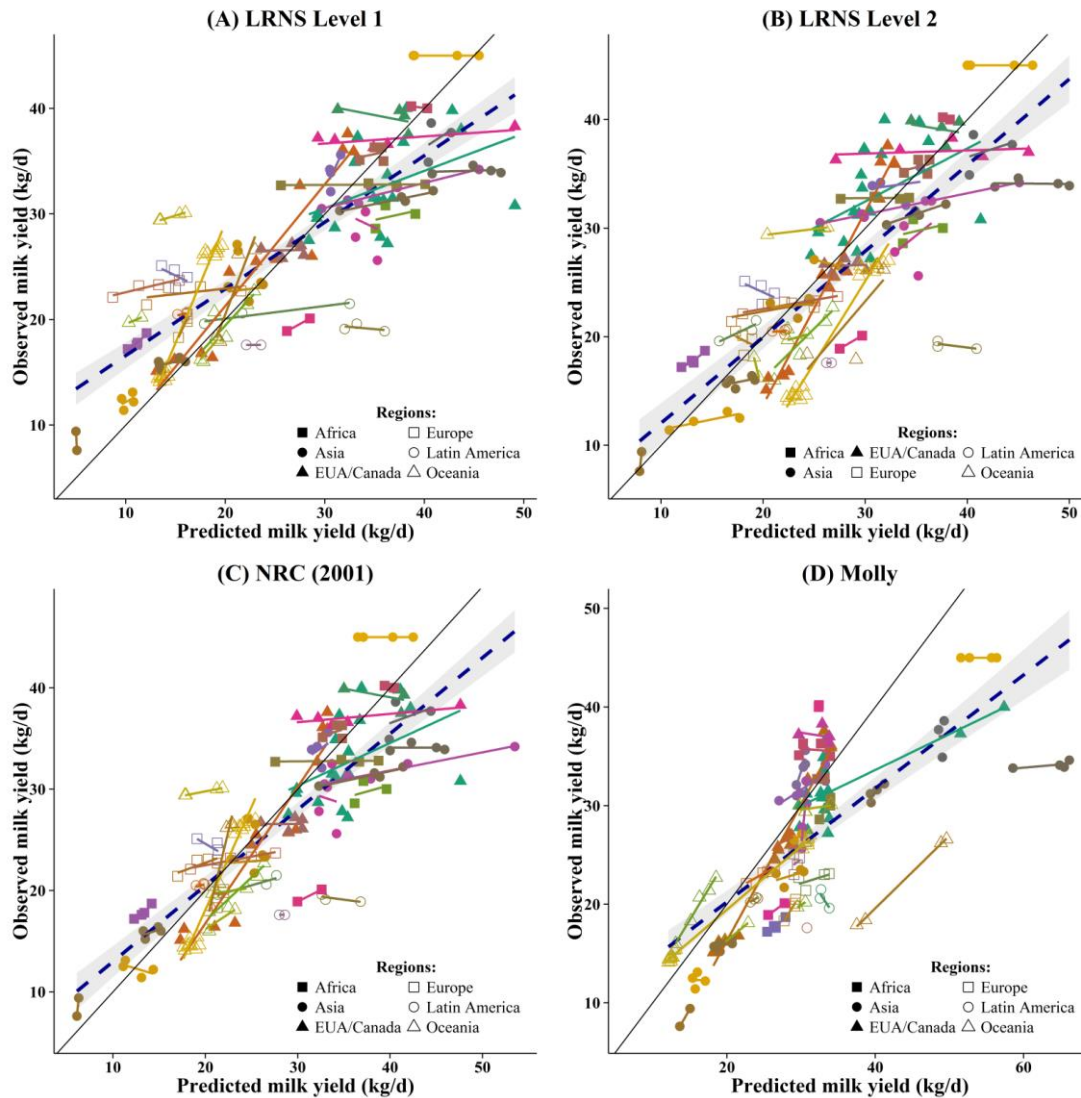 (A) LRNS Level 1
Observed milk yield (kg/d)
40
30
20
10
Regions:
Africa
Europe
Asia
Latin America
EUA/Canada
Oceania
10
20
30
40
50
Predicted milk yield (kg/d)
(B) LRNS Level 2
Observed milk yield (kg/d)
40
30
20
10
Regions:
Africa
EUA/Canada
Latin America
Asia
Europe
Oceania
10
20
30
40
50
Predicted milk yield (kg/d)
(C) NRC (2001)
Observed milk yield (kg/d)
40
30
20
10
Regions:
Africa
Europe
Asia
Latin America
EUA/Canada
Oceania
10
20
30
40
50
Predicted milk yield (kg/d)
(D) Molly
Observed milk yield (kg/d)
50
40
30
20
10
Regions:
Africa
Europe
Asia
Latin America
EUA/Canada
Oceania
20
40
60
Predicted milk yield (kg/d)